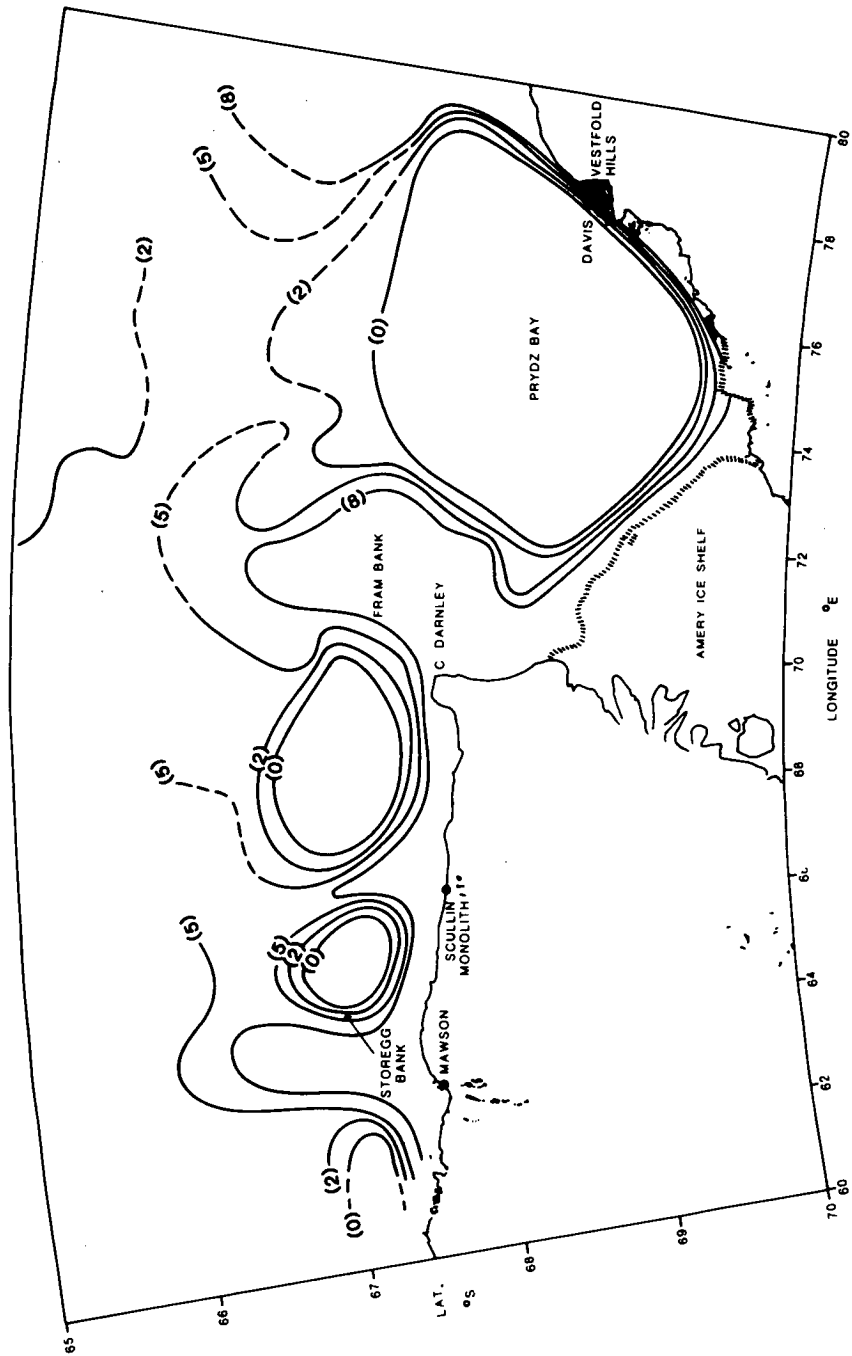 (8)
(5)
(2)
(2)
(0)
(5)
(8)
(5)
(2)
(0)
(5)
(5)
(2)
(0)
(2)
(0)
PRYDZ BAY
DAVIS
VESTFOLD
HILLS
FRAM BANK
C DARNLEY
AMERY ICE SHELF
STOREGG
BANK
MAWSON
SCULLIN
MONOLITH
65
66
67
68
69
70
LAT.
°S
60
62
64
66
68
70
72
74
76
78
80
LONGITUDE °E